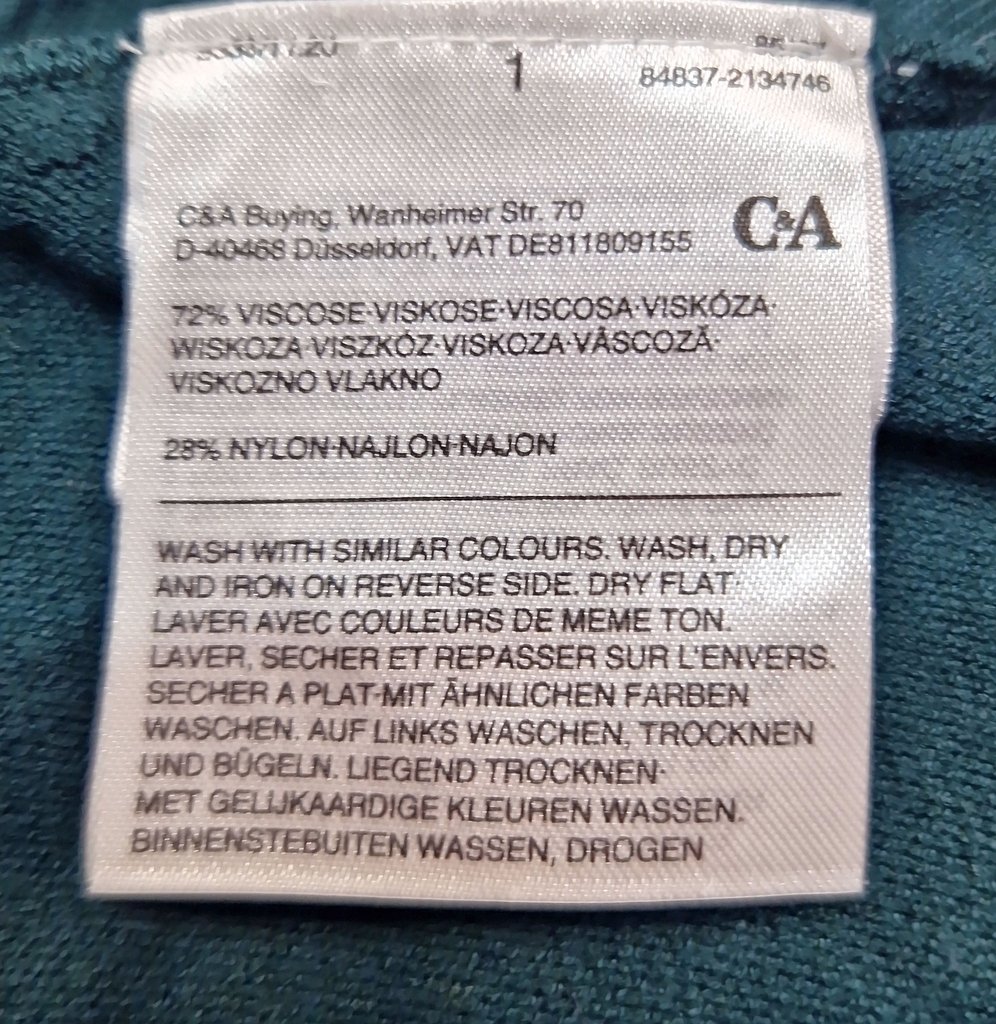 1
84837-2134746
C&A Buying, Wanheimer Str. 70
D-40468 Düsseldorf, VAT DE811809155
C&A
72% VISCOSE·VISKOSE·VISCOSA·VISKÓZA·
WISKOZA·VISZKÓZ·VISKOZA·VÂSCOZĂ·
VISKOZNO VLAKNO
28% NYLON·NAJLON·NAJON
WASH WITH SIMILAR COLOURS. WASH, DRY
AND IRON ON REVERSE SIDE. DRY FLAT·
LAVER AVEC COULEURS DE MEME TON.
LAVER, SECHER ET REPASSER SUR L'ENVERS.
SECHER A PLAT·MIT ÄHNLICHEN FARBEN
WASCHEN. AUF LINKS WASCHEN, TROCKNEN
UND BÜGELN. LIEGEND TROCKNEN·
MET GELIJKAARDIGE KLEUREN WASSEN.
BINNENSTEBUITEN WASSEN, DROGEN